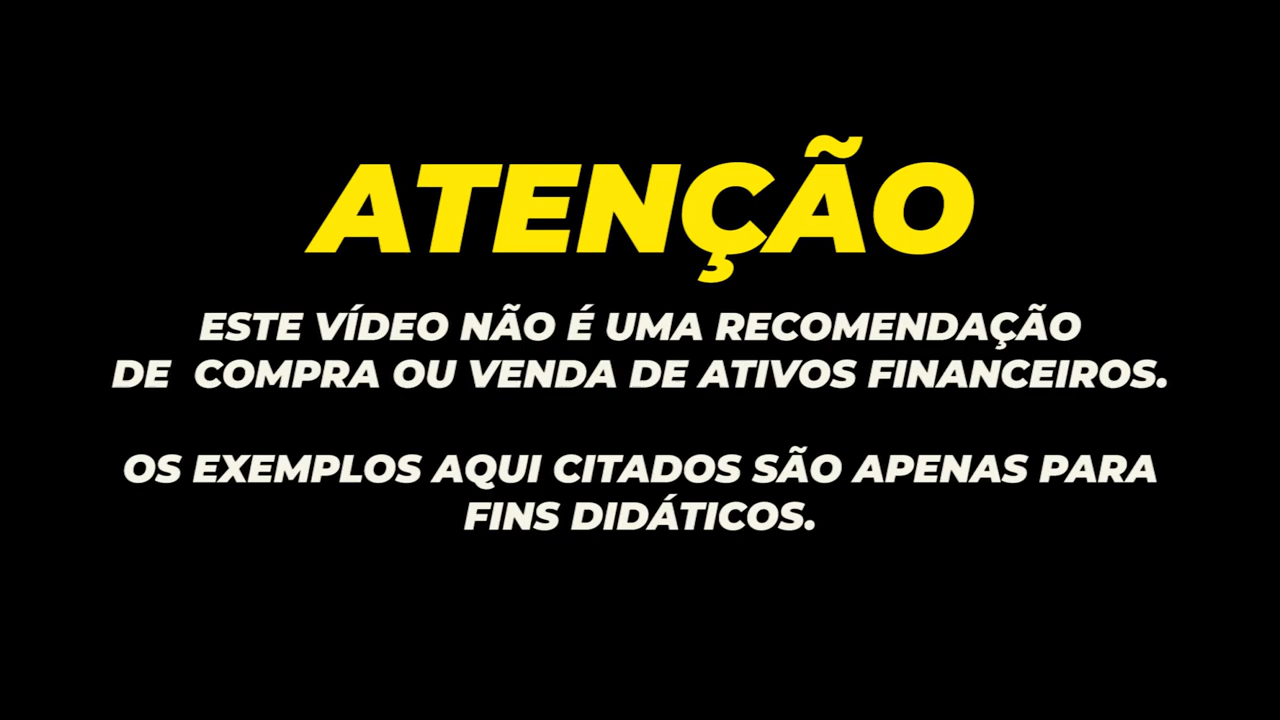 ATENÇÃO
ESTE VÍDEO NÃO É UMA RECOMENDAÇÃO
DE  COMPRA OU VENDA DE ATIVOS FINANCEIROS.
OS EXEMPLOS AQUI CITADOS SÃO APENAS PARA
FINS DIDÁTICOS.